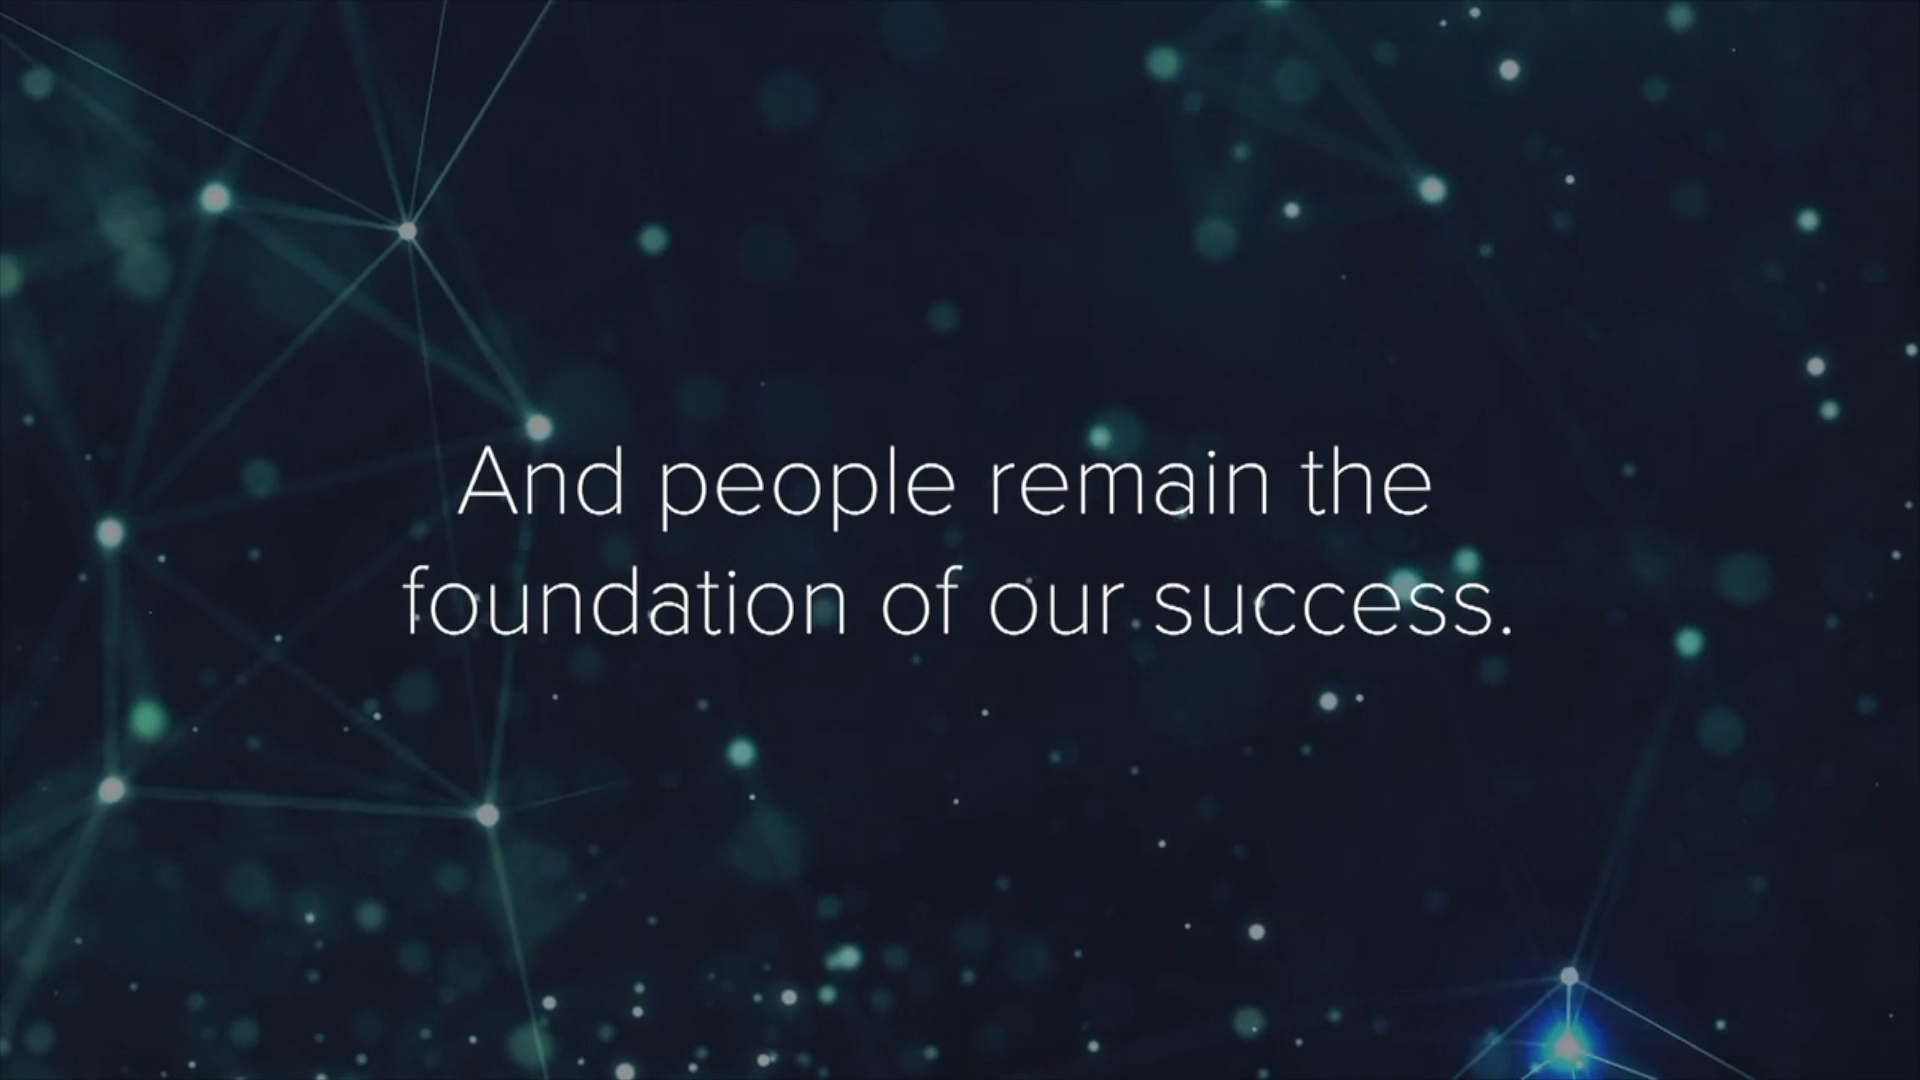 And people remain the
foundation of our success.